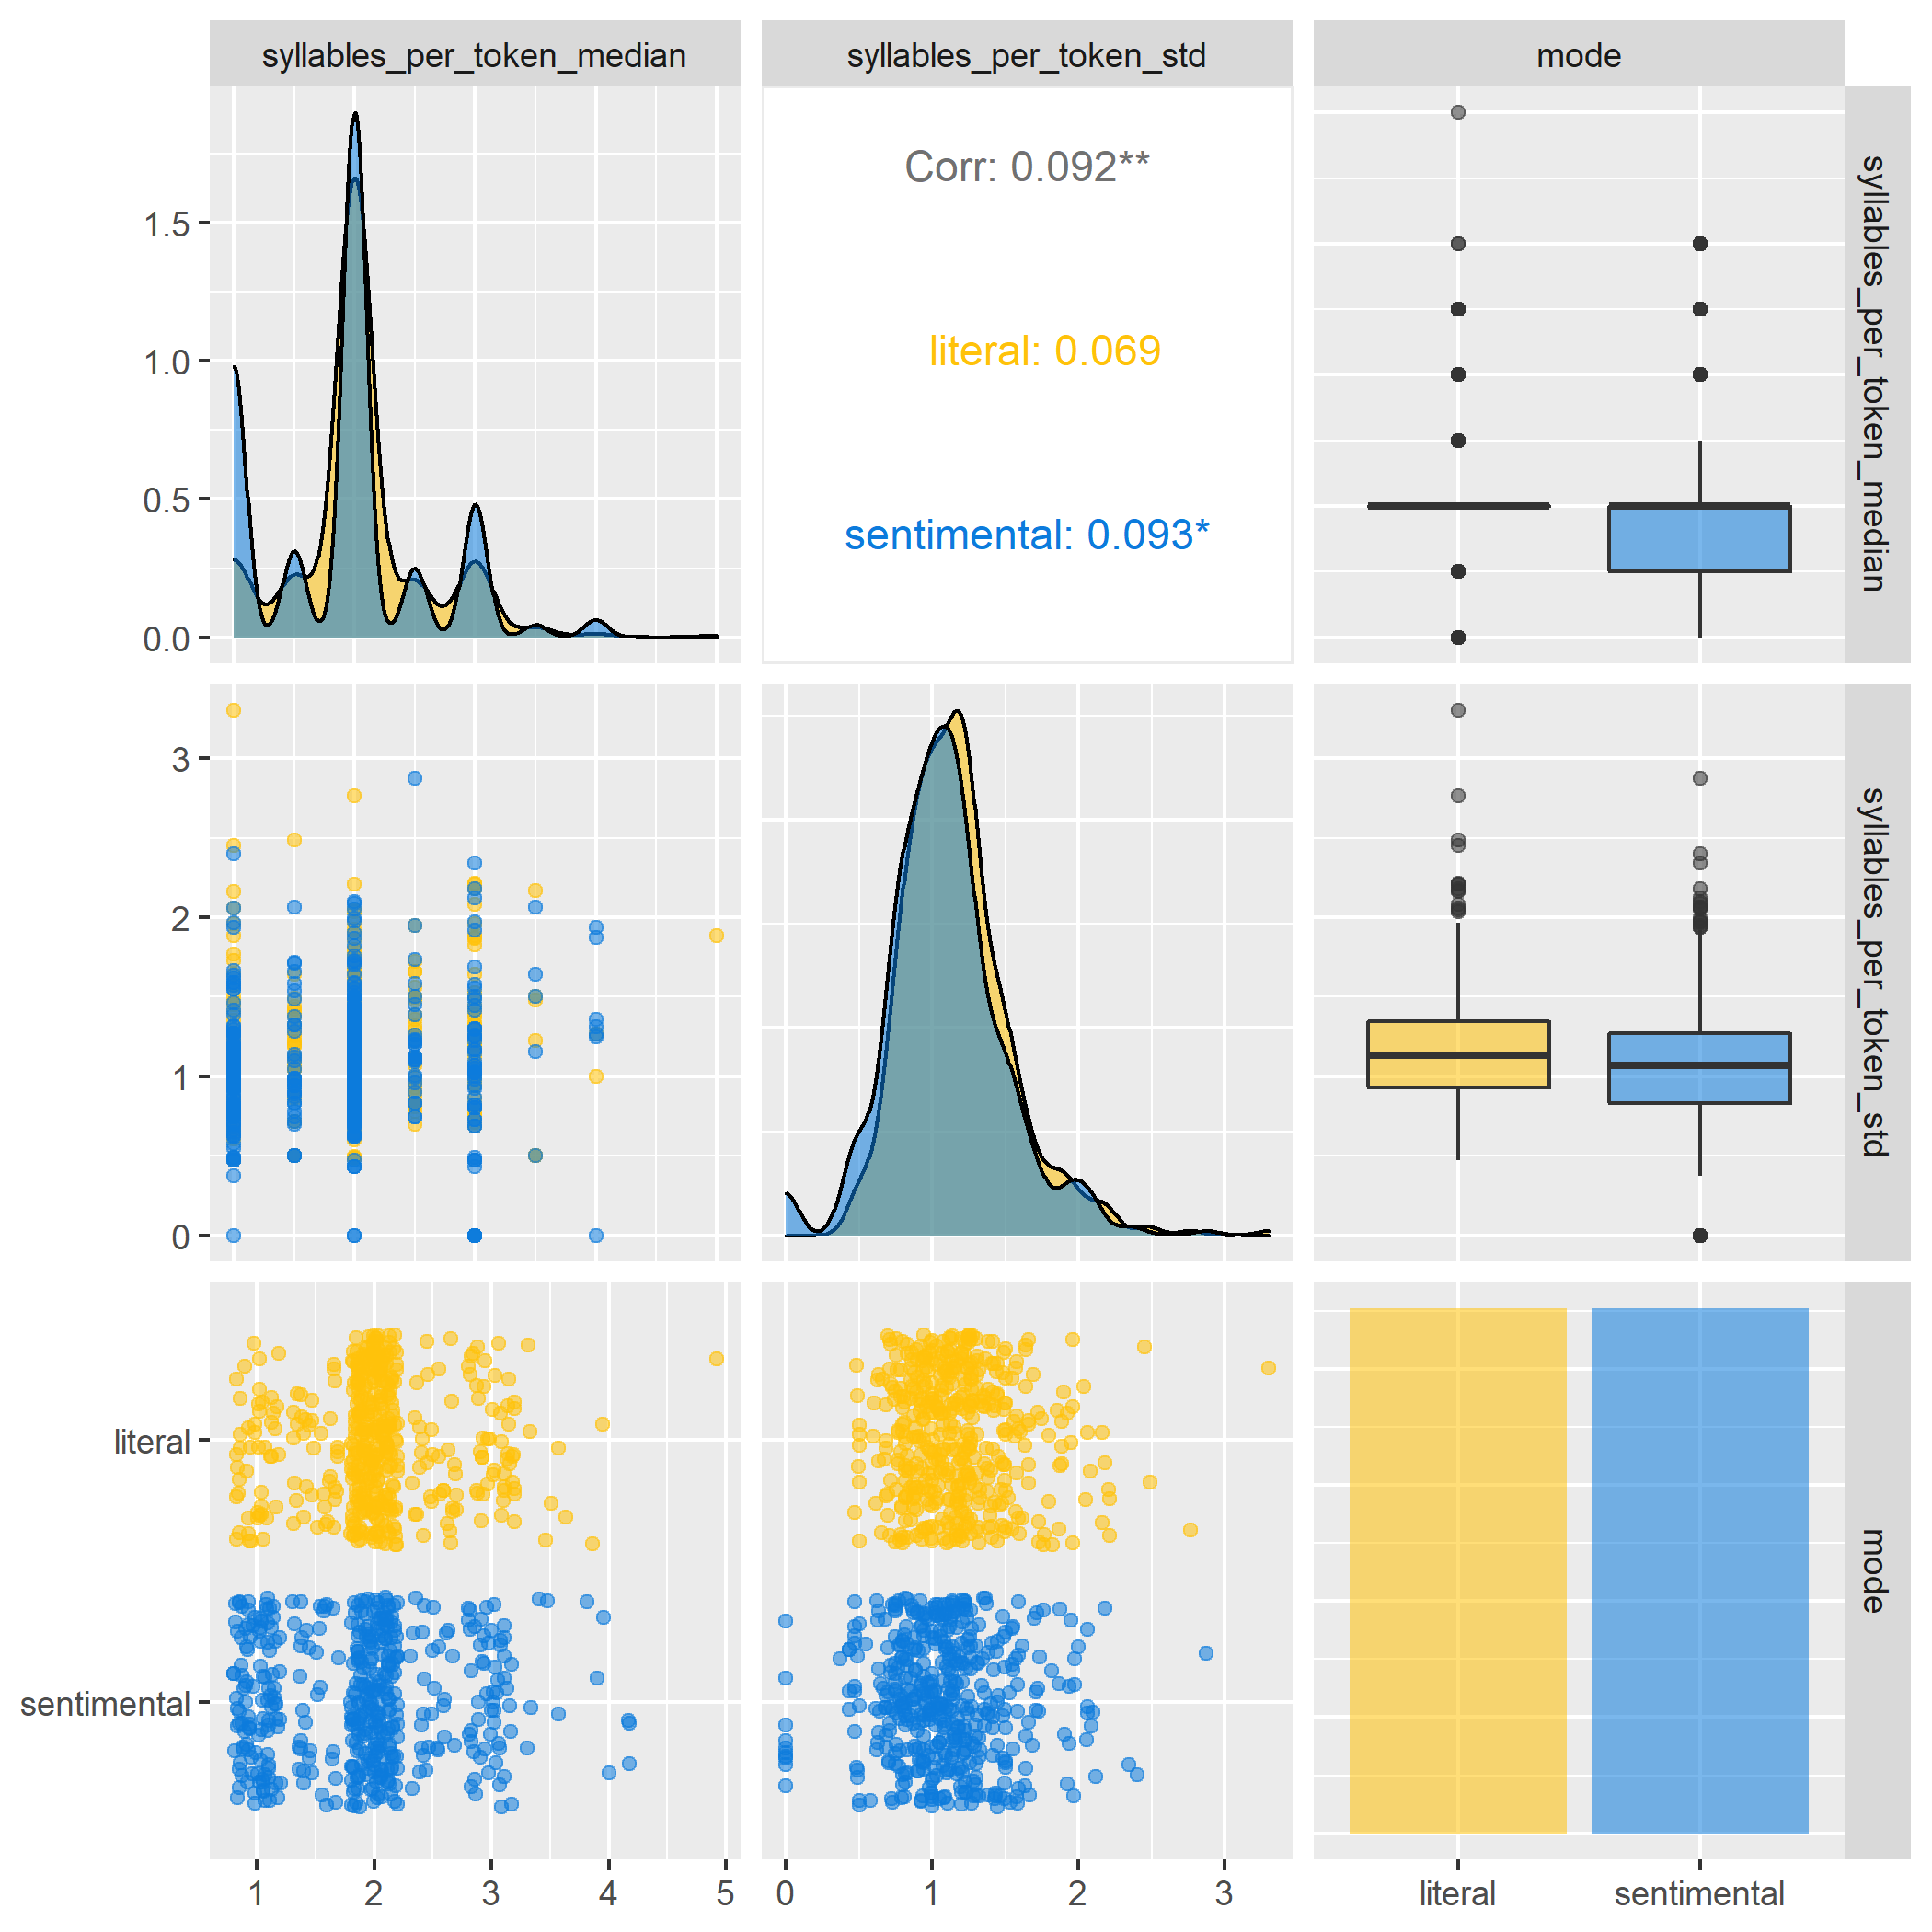 syllables_per_token_median
syllables_per_token_std
mode
1.5
1.0
0.5
0.0
Corr: 0.092**
literal: 0.069
sentimental: 0.093*
syllables_per_token_median
3
2
1
0
syllables_per_token_std
literal
sentimental
mode
1 2 3 4 5
0 1 2 3
literal sentimental